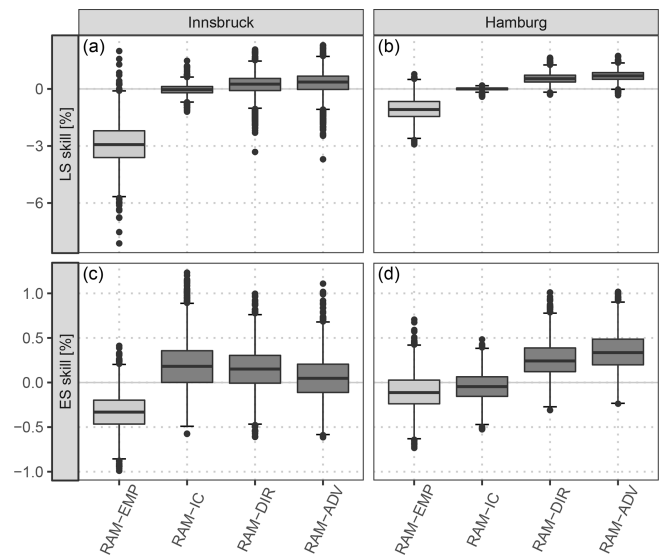 Innsbruck
Hamburg
(a)
(b)
LS skill [%]
0
−3
−6
(c)
(d)
ES skill [%]
1.0
0.5
0.0
−0.5
−1.0
RAM−EMP
RAM−IC
RAM−DIR
RAM−ADV
RAM−EMP
RAM−IC
RAM−DIR
RAM−ADV